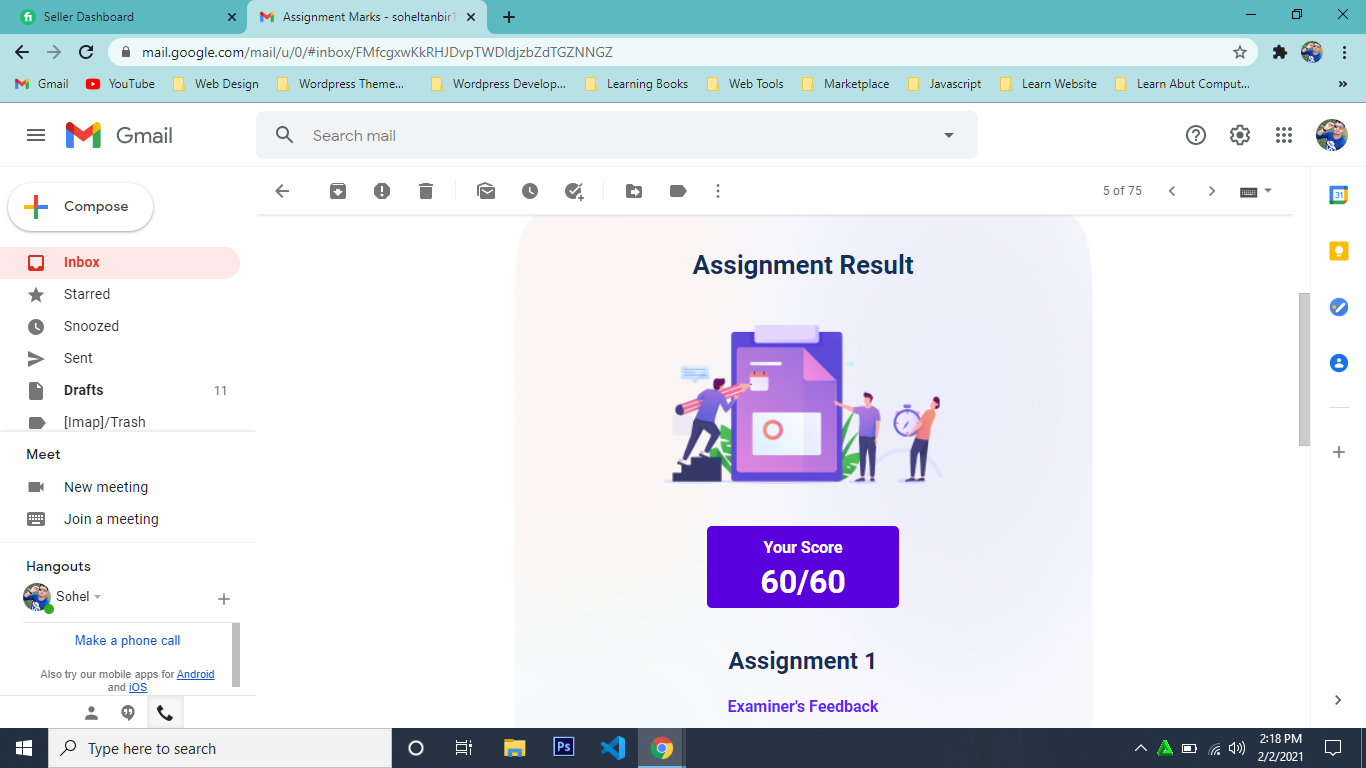 Seller Dashboard
Assignment Marks - soheltanbir1
mail.google.com/mail/u/0/#inbox/FMfcgxwKkRHJDvpTWDldjzbZdTGZNNGZ
Gmail YouTube Web Design Wordpress Theme... Wordpress Develop... Learning Books Web Tools Marketplace Javascript Learn Website Learn Abut Comput... »
Gmail
Search mail
Compose
5 of 75
31
Inbox
Starred
Snoozed
Sent
Drafts 11
[Imap]/Trash
Meet
New meeting
Join a meeting
Hangouts
Sohel
Make a phone call
Also try our mobile apps for Android
and iOS
Assignment Result
Your Score
60/60
Assignment 1
Examiner's Feedback
Type here to search
Ps
2:18 PM
2/2/2021